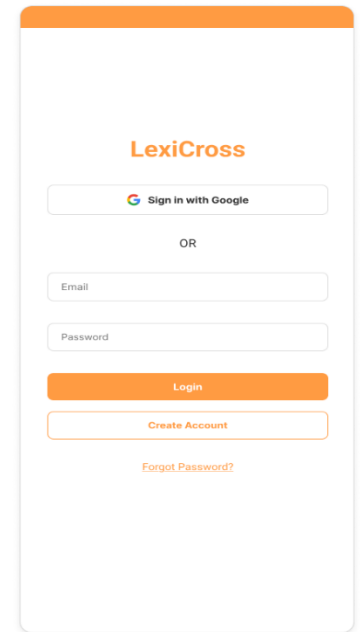 LexiCross
Sign in with Google
OR
Email
Password
Login
Create Account
Forgot Password?